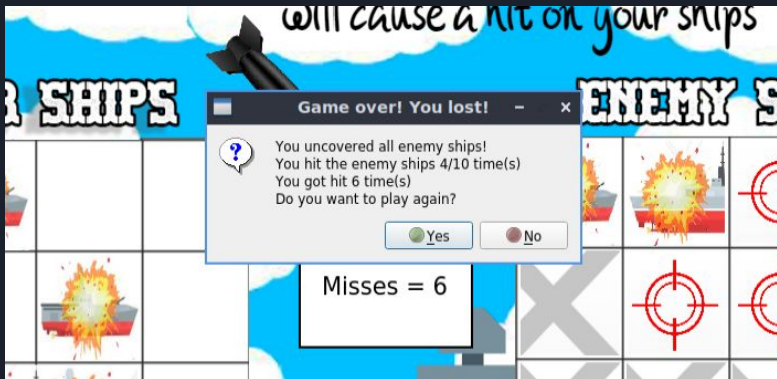 will cause a hit on your ships
SHIPS
ENEMY
Game over! You lost!
You uncovered all enemy ships!
You hit the enemy ships 4/10 time(s)
You got hit 6 time(s)
Do you want to play again?
Yes
No
Misses = 6